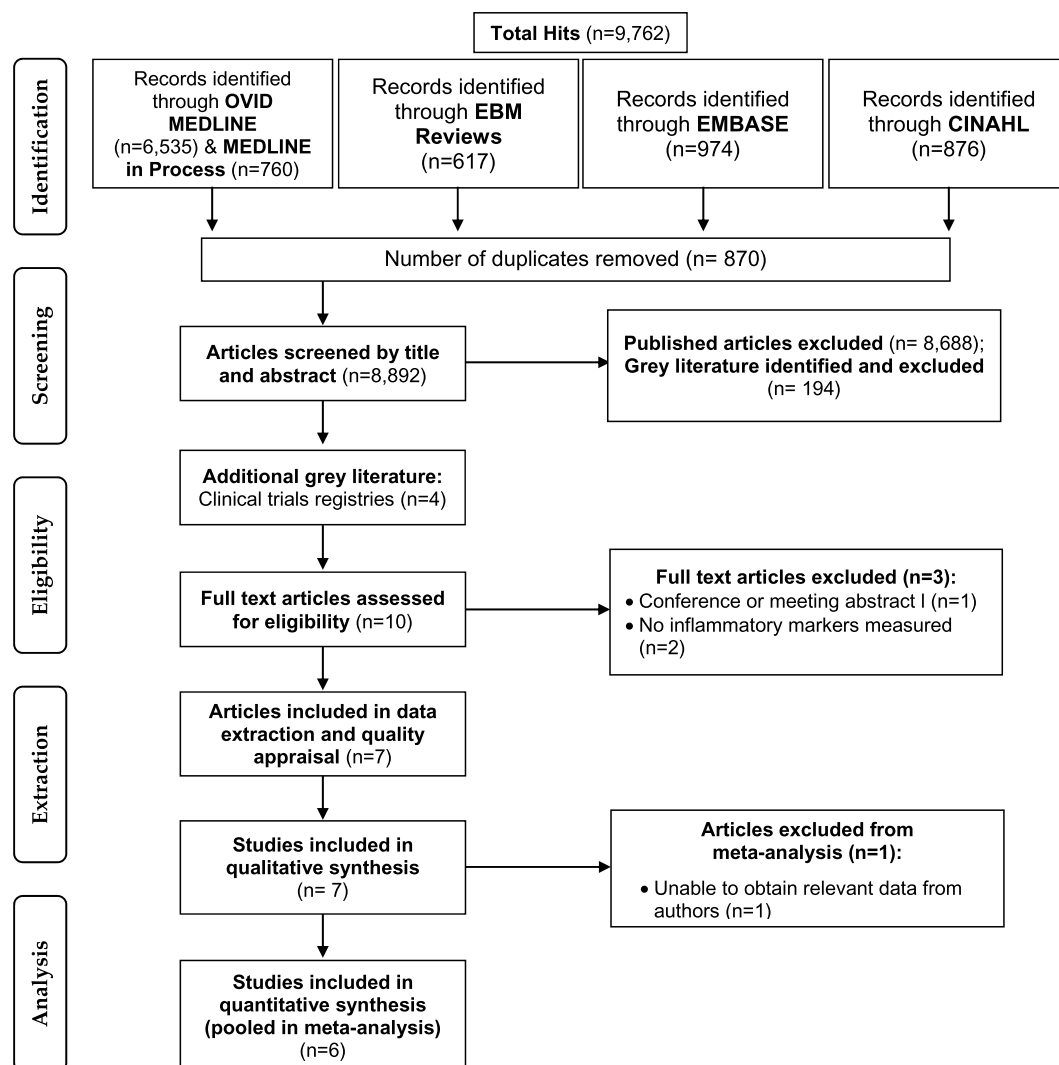 Total Hits (n=9,762)
Identification
Records identified
through OVID
MEDLINE
(n=6,535) & MEDLINE
in Process (n=760)
Records identified
through EBM
Reviews
(n=617)
Records identified
through EMBASE
(n=974)
Records identified
through CINAHL
(n=876)
Number of duplicates removed (n= 870)
Screening
Articles screened by title
and abstract (n=8,892)
Published articles excluded (n= 8,688);
Grey literature identified and excluded
(n= 194)
Eligibility
Additional grey literature:
Clinical trials registries (n=4)
Full text articles assessed
for eligibility (n=10)
Full text articles excluded (n=3):
• Conference or meeting abstract l (n=1)
• No inflammatory markers measured
(n=2)
Extraction
Articles included in data
extraction and quality
appraisal (n=7)
Studies included in
qualitative synthesis
(n= 7)
Articles excluded from
meta-analysis (n=1):
• Unable to obtain relevant data from
authors (n=1)
Analysis
Studies included in
quantitative synthesis
(pooled in meta-analysis)
(n=6)